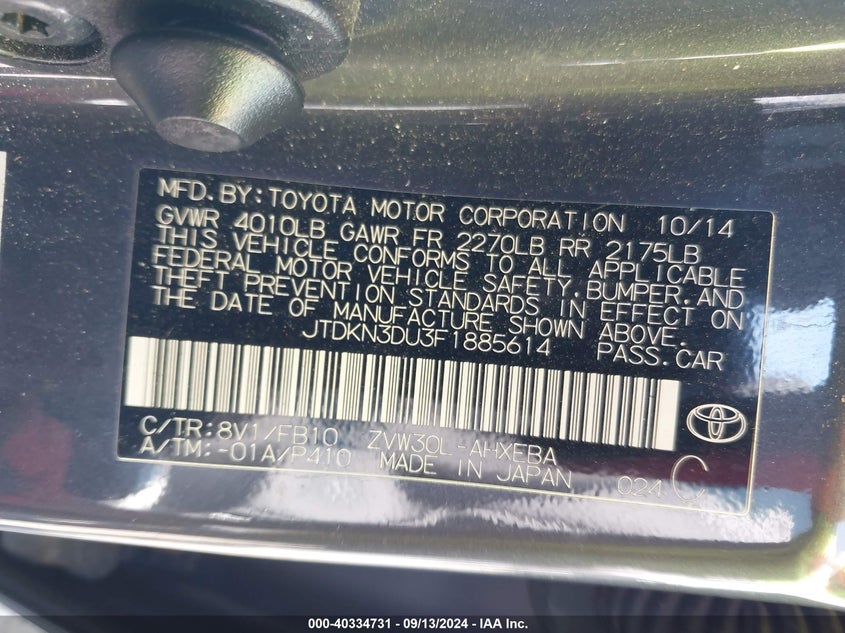 MFD. BY: TOYOTA MOTOR CORPORATION 10/14
GVWR 4010LB GAWR FR 2270LB RR 2175LB
THIS VEHICLE CONFORMS TO ALL APPLICABLE
FEDERAL MOTOR VEHICLE SAFETY, BUMPER, AND
THEFT PREVENTION STANDARDS IN EFFECT ON
THE DATE OF MANUFACTURE SHOWN ABOVE.
JTDKN3DU3F1885614 PASS. CAR
C/TR: 8V1/FB10 ZVW30L-AHXEBA
A/TM: -01A/P410 MADE IN JAPAN 024 C
000-40334731 - 09/13/2024 - IAA Inc.